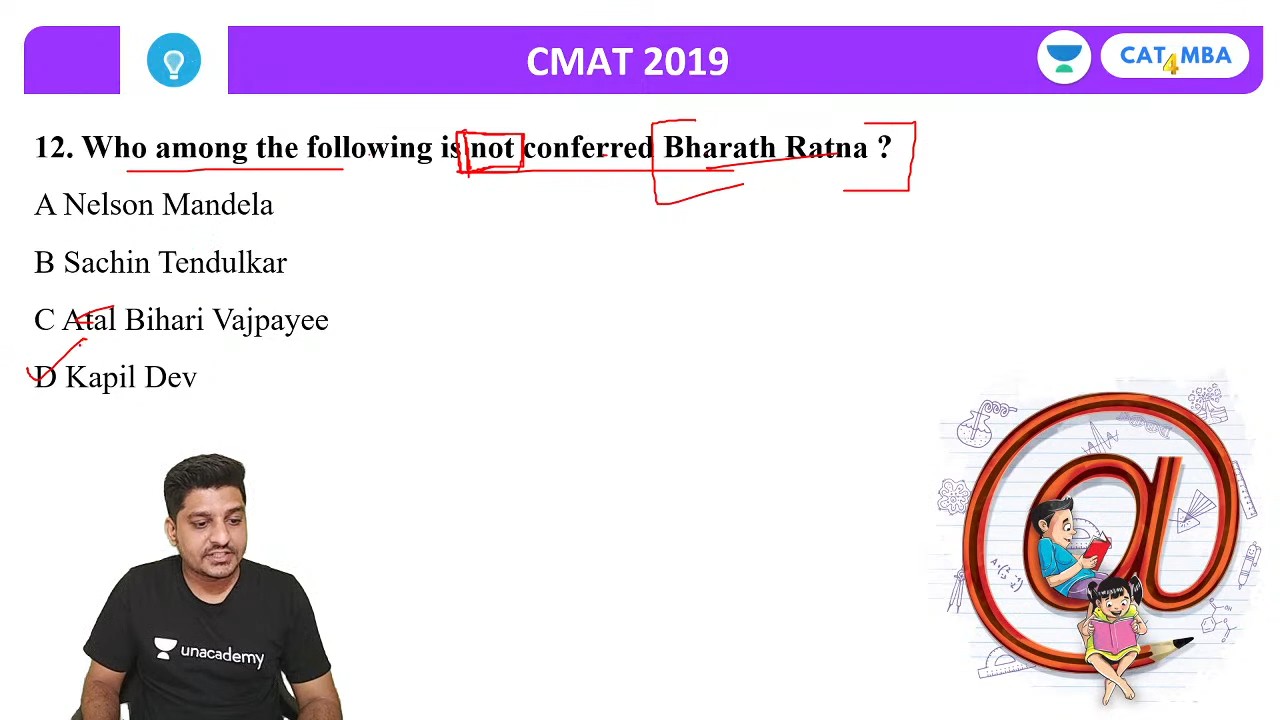 CMAT 2019
CAT4MBA
12. Who among the following is not conferred Bharath Ratna ?
A Nelson Mandela
B Sachin Tendulkar
C Atal Bihari Vajpayee
D Kapil Dev
unacademy